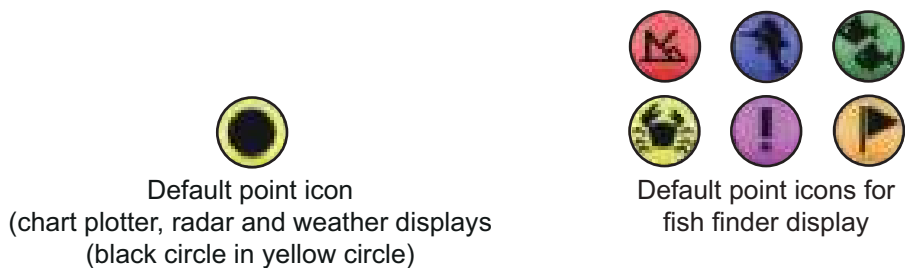 Default point icon
(chart plotter, radar and weather displays
(black circle in yellow circle)
!
Default point icons for
fish finder display